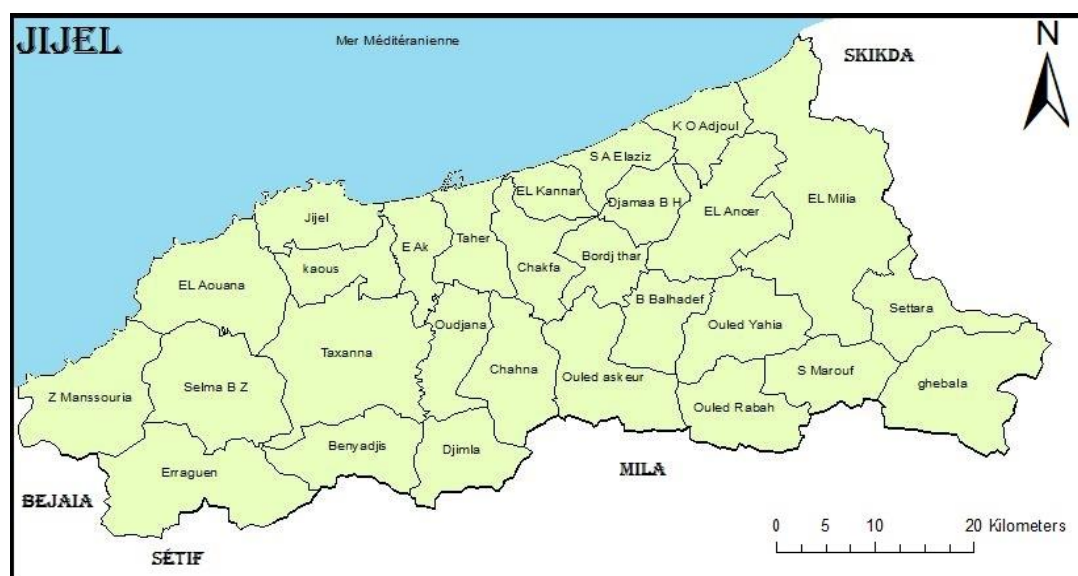 JIJEL
Mer Méditéranienne
N
SKIKDA
K O Adjoul
S A Elaziz
EL Kannar
Djamaa B H
EL Ancer
EL Milia
Jijel
E Ak
Taher
kaous
Chakfa
Bordj thar
EL Aouana
B Balhadef
Settara
Oudjana
Ouled Yahia
Taxanna
Chahna
Ouled askeur
S Marouf
ghebala
Z Manssouria
Selma B Z
Ouled Rabah
Benyadjis
Djimla
Erraguen
MILA
BEJAIA
SÉTIF
0 5 10 20 Kilometers